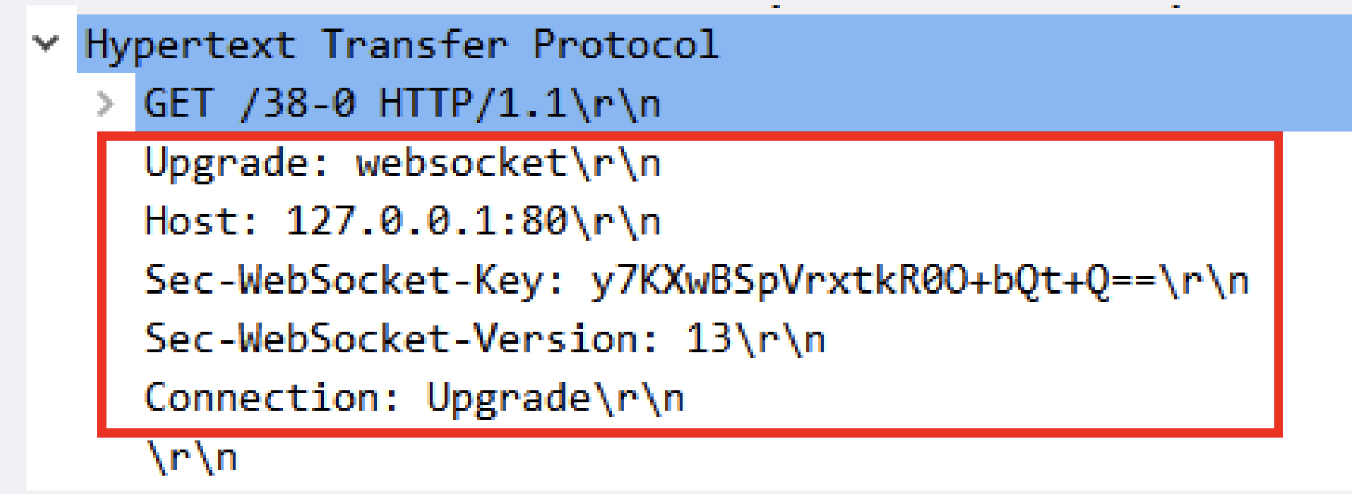 Hypertext Transfer Protocol
GET /38-0 HTTP/1.1\r\n
Upgrade: websocket\r\n
Host: 127.0.0.1:80\r\n
Sec-WebSocket-Key: y7KXwBSpVrxtkR0O+bQt+Q==\r\n
Sec-WebSocket-Version: 13\r\n
Connection: Upgrade\r\n
\r\n